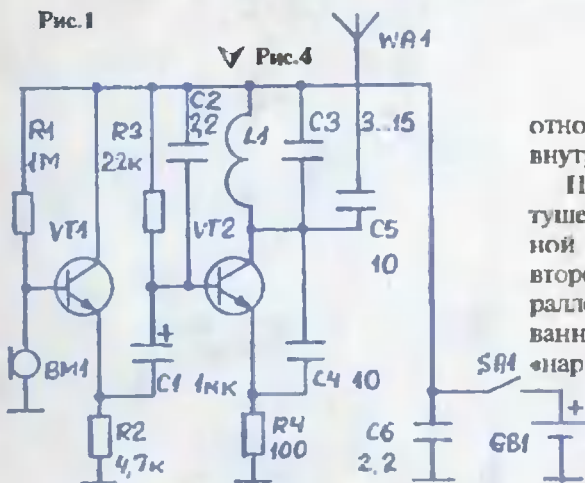 Рис.1
Рис.4
WA1
R1
1М
R3
22к
C2
22
L1
C3
3...15
C5
10
VT1
VT2
BM1
+
C1
1мк
C4
10
R2
4,7к
R4
100
C6
2,2
SA1
+
GB1
отно
внут
туше
ной
второ
ралле
ванн
«нар